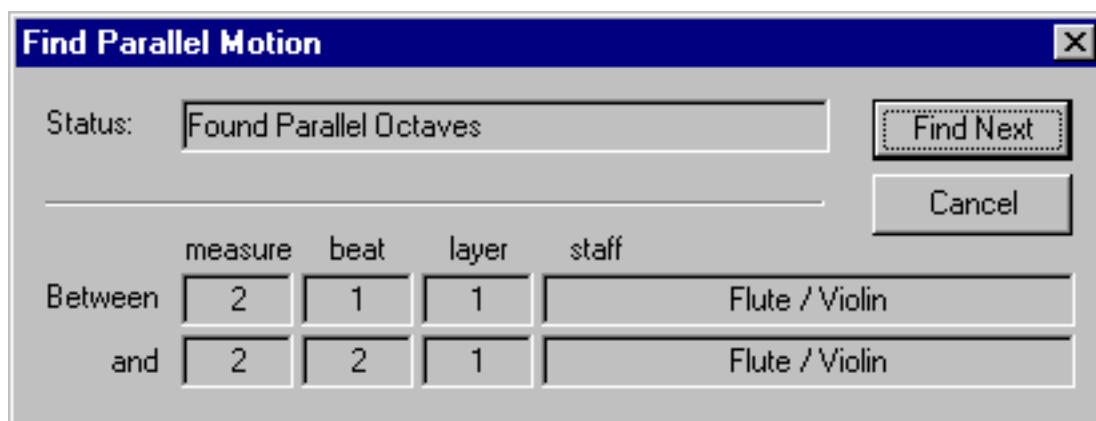 Find Parallel Motion
Status: Found Parallel Octaves Find Next
Cancel
measure beat layer staff
Between 2 1 1 Flute / Violin
and 2 2 1 Flute / Violin